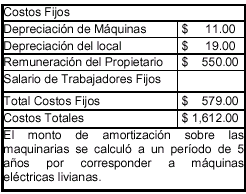 Costos Fijos
Depreciación de Máquinas $ 11.00
Depreciación del local $ 19.00
Remuneración del Propietario $ 550.00
Salario de Trabajadores Fijos
Total Costos Fijos $ 579.00
Costos Totales $ 1,612.00
El monto de amortización sobre las
maquinarias se calculó a un período de 5
años por corresponder a máquinas
eléctricas livianas.